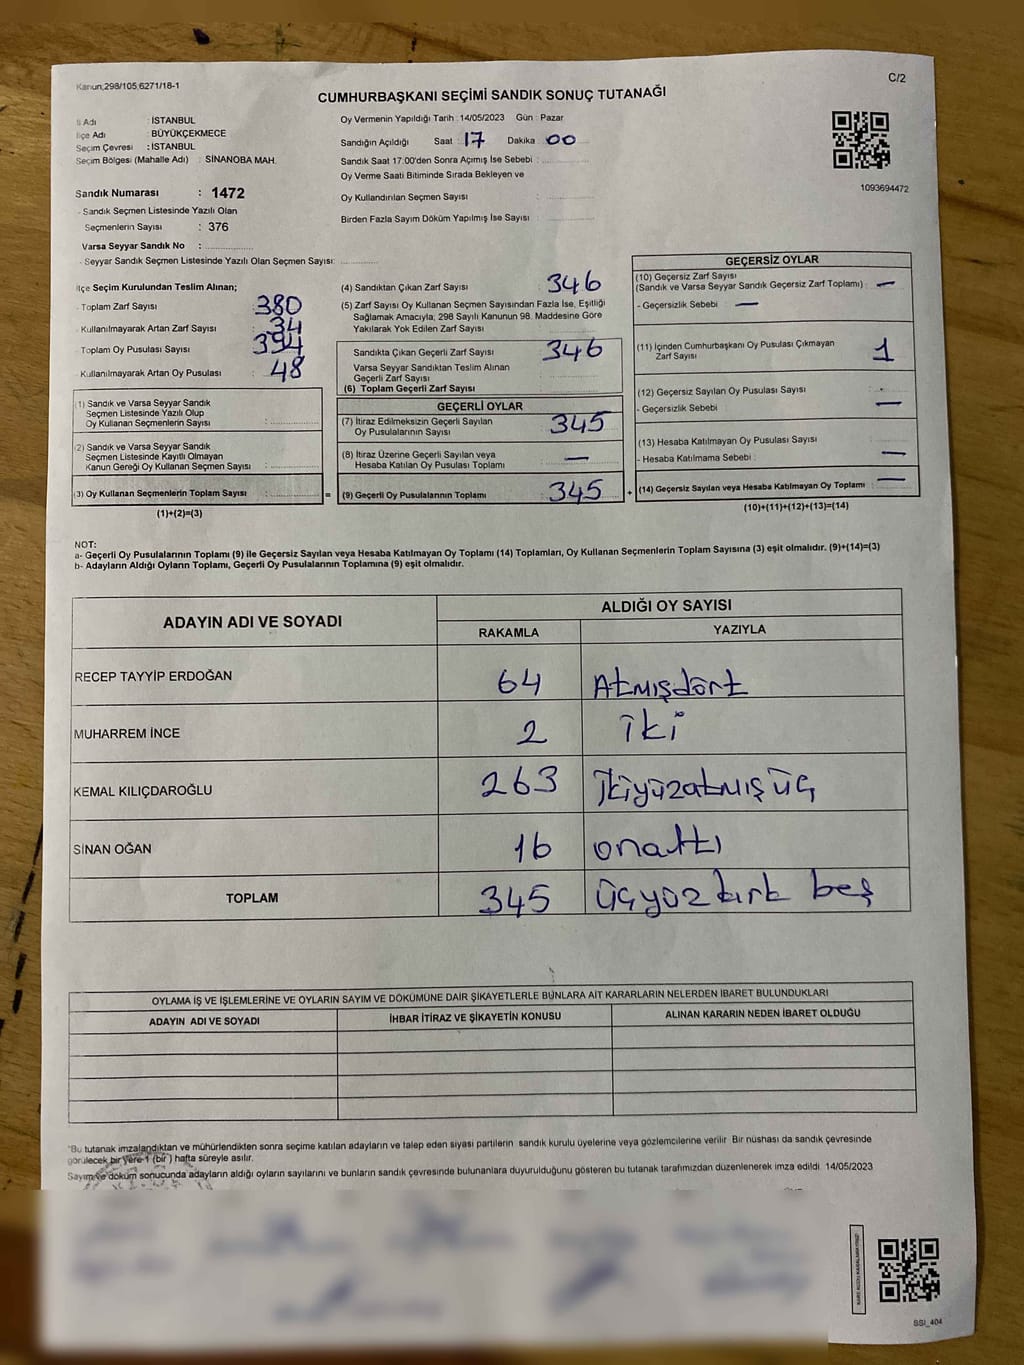 Kanun;298/105;6271/18-1
C/2
CUMHURBAŞKANI SEÇİMİ SANDIK SONUÇ TUTANAĞI
İl Adı : İSTANBUL
İlçe Adı : BÜYÜKÇEKMECE
Seçim Çevresi : İSTANBUL
Seçim Bölgesi (Mahalle Adı) : SİNANOBA MAH.
Sandık Numarası : 1472
- Sandık Seçmen Listesinde Yazılı Olan
Seçmenlerin Sayısı : 376
Varsa Seyyar Sandık No :
- Seyyar Sandık Seçmen Listesinde Yazılı Olan Seçmen Sayısı:
Oy Vermenin Yapıldığı Tarih : 14/05/2023 Gün : Pazar
Sandığın Açıldığı Saat : 17 Dakika : 00
Sandık Saat 17:00'den Sonra Açımış İse Sebebi :
Oy Verme Saati Bitiminde Sırada Bekleyen ve
Oy Kullandırılan Seçmen Sayısı :
Birden Fazla Sayım Döküm Yapılmış İse Sayısı :
1093694472
İlçe Seçim Kurulundan Teslim Alınan;
- Toplam Zarf Sayısı : 380
- Kullanılmayarak Artan Zarf Sayısı : 34
- Toplam Oy Pusulası Sayısı : 394
- Kullanılmayarak Artan Oy Pusulası : 48
(1) Sandık ve Varsa Seyyar Sandık
Seçmen Listesinde Yazılı Olup
Oy Kullanan Seçmenlerin Sayısı :
(2) Sandık ve Varsa Seyyar Sandık
Seçmen Listesinde Kayıtlı Olmayan
Kanun Gereği Oy Kullanan Seçmen Sayısı :
(3) Oy Kullanan Seçmenlerin Toplam Sayısı : =
(1)+(2)=(3)
(4) Sandıktan Çıkan Zarf Sayısı : 346
(5) Zarf Sayısı Oy Kullanan Seçmen Sayısından Fazla İse, Eşitliği
Sağlamak Amacıyla; 298 Sayılı Kanunun 98. Maddesine Göre
Yakılarak Yok Edilen Zarf Sayısı :
Sandıkta Çıkan Geçerli Zarf Sayısı : 346
Varsa Seyyar Sandıktan Teslim Alınan
Geçerli Zarf Sayısı :
(6) Toplam Geçerli Zarf Sayısı :
GEÇERLİ OYLAR
(7) İtiraz Edilmeksizin Geçerli Sayılan
Oy Pusulalarının Sayısı : 345
(8) İtiraz Üzerine Geçerli Sayılan veya
Hesaba Katılan Oy Pusulası Toplamı : —
(9) Geçerli Oy Pusulalarının Toplamı : 345 +
GEÇERSİZ OYLAR
(10) Geçersiz Zarf Sayısı
(Sandık ve Varsa Seyyar Sandık Geçersiz Zarf Toplamı) : —
- Geçersizlik Sebebi : —
(11) İçinden Cumhurbaşkanı Oy Pusulası Çıkmayan
Zarf Sayısı : 1
(12) Geçersiz Sayılan Oy Pusulası Sayısı :
- Geçersizlik Sebebi : —
(13) Hesaba Katılmayan Oy Pusulası Sayısı :
- Hesaba Katılmama Sebebi : —
(14) Geçersiz Sayılan veya Hesaba Katılmayan Oy Toplamı : —
(10)+(11)+(12)+(13)=(14)
NOT:
a- Geçerli Oy Pusulalarının Toplamı (9) ile Geçersiz Sayılan veya Hesaba Katılmayan Oy Toplamı (14) Toplamları, Oy Kullanan Seçmenlerin Toplam Sayısına (3) eşit olmalıdır. (9)+(14)=(3)
b- Adayların Aldığı Oyların Toplamı, Geçerli Oy Pusulalarının Toplamına (9) eşit olmalıdır.
ADAYIN ADI VE SOYADI ALDIĞI OY SAYISI
RAKAMLA YAZIYLA
RECEP TAYYİP ERDOĞAN 64 Atmışdört
MUHARREM İNCE 2 iki
KEMAL KILIÇDAROĞLU 263 İkiyüzatmışüç
SİNAN OĞAN 16 onaltı
TOPLAM 345 üçyüzkırk beş
OYLAMA İŞ VE İŞLEMLERİNE VE OYLARIN SAYIM VE DÖKÜMÜNE DAİR ŞİKAYETLERLE BUNLARA AİT KARARLARIN NELERDEN İBARET BULUNDUKLARI
ADAYIN ADI VE SOYADI İHBAR İTİRAZ VE ŞİKAYETİN KONUSU ALINAN KARARIN NEDEN İBARET OLDUĞU
"Bu tutanak imzalandıktan ve mühürlendikten sonra seçime katılan adayların ve talep eden siyasi partilerin sandık kurulu üyelerine veya gözlemcilerine verilir Bir nüshası da sandık çevresinde
görülecek bir yere 1 (bir ) hafta süreyle asılır.
Sayım ve döküm sonucunda adayların aldığı oyların sayılarını ve bunların sandık çevresinde bulunanlara duyurulduğunu gösteren bu tutanak tarafımızdan düzenlenerek imza edildi. 14/05/2023
KARE KODU KARALAMAYINIZ!
SSI_404